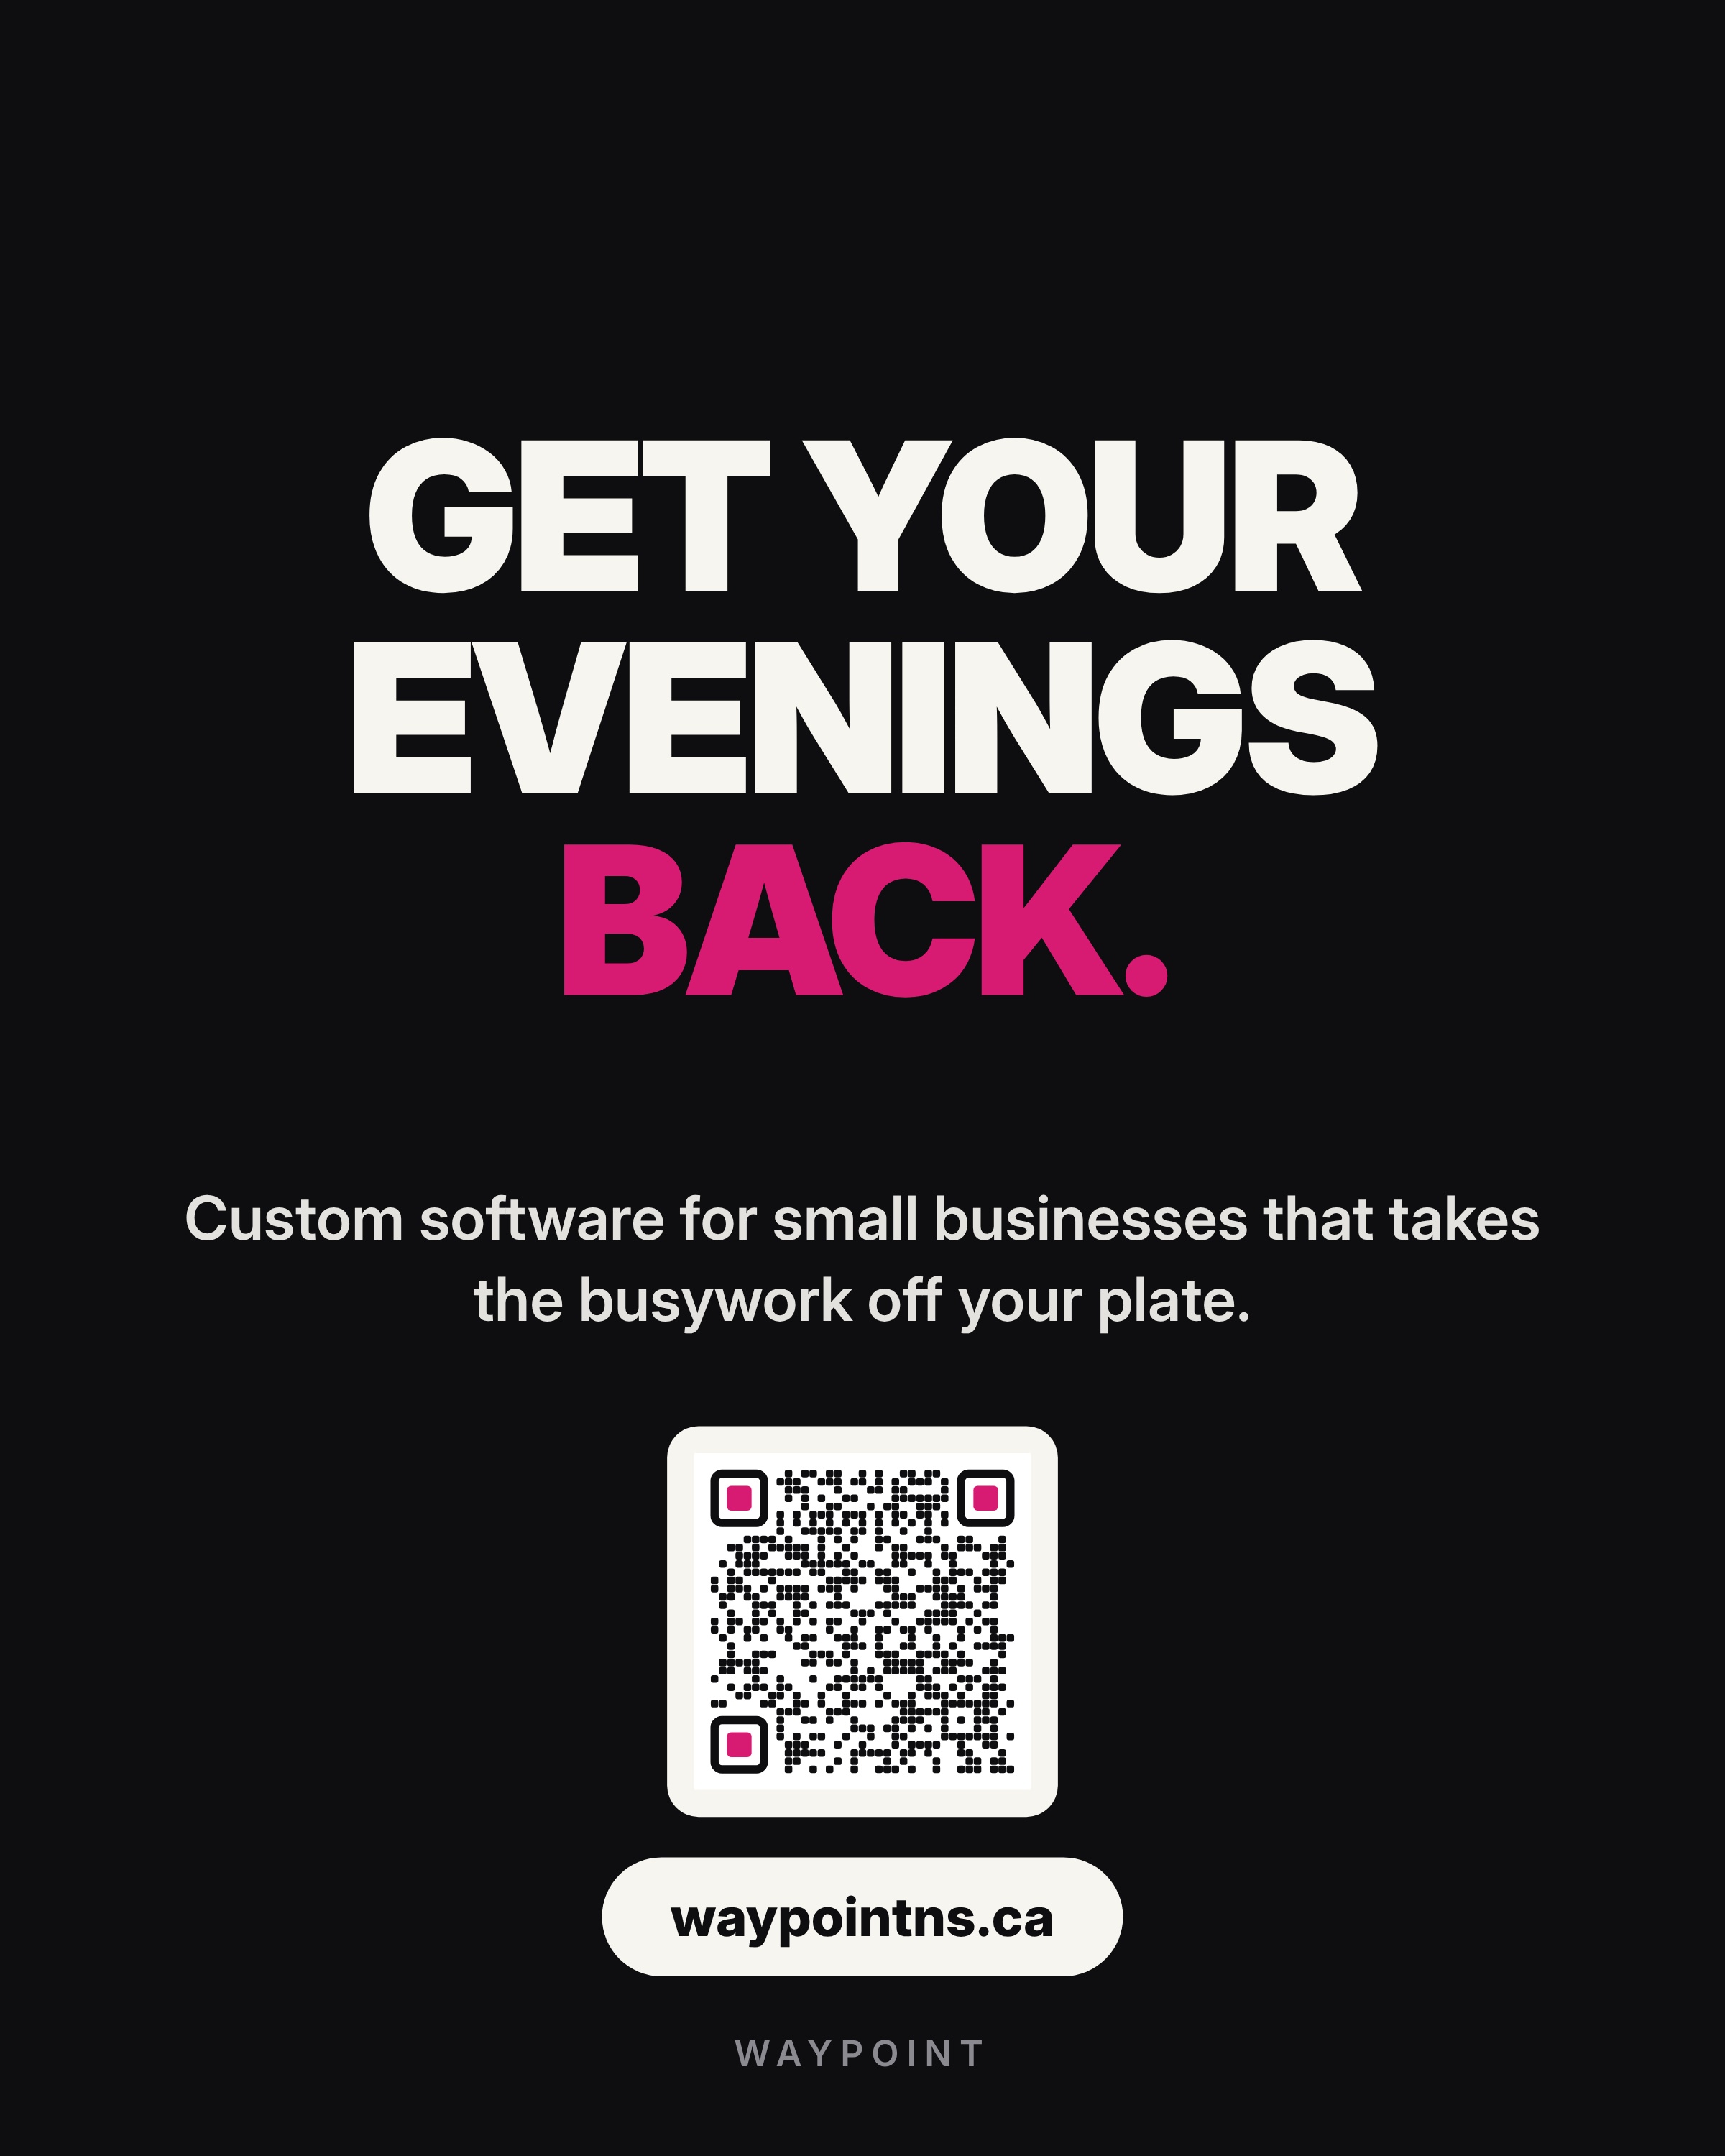 GET YOUR
EVENINGS
BACK.
Custom software for small businesses that takes
the busywork off your plate.
waypointns.ca
WAYPOINT